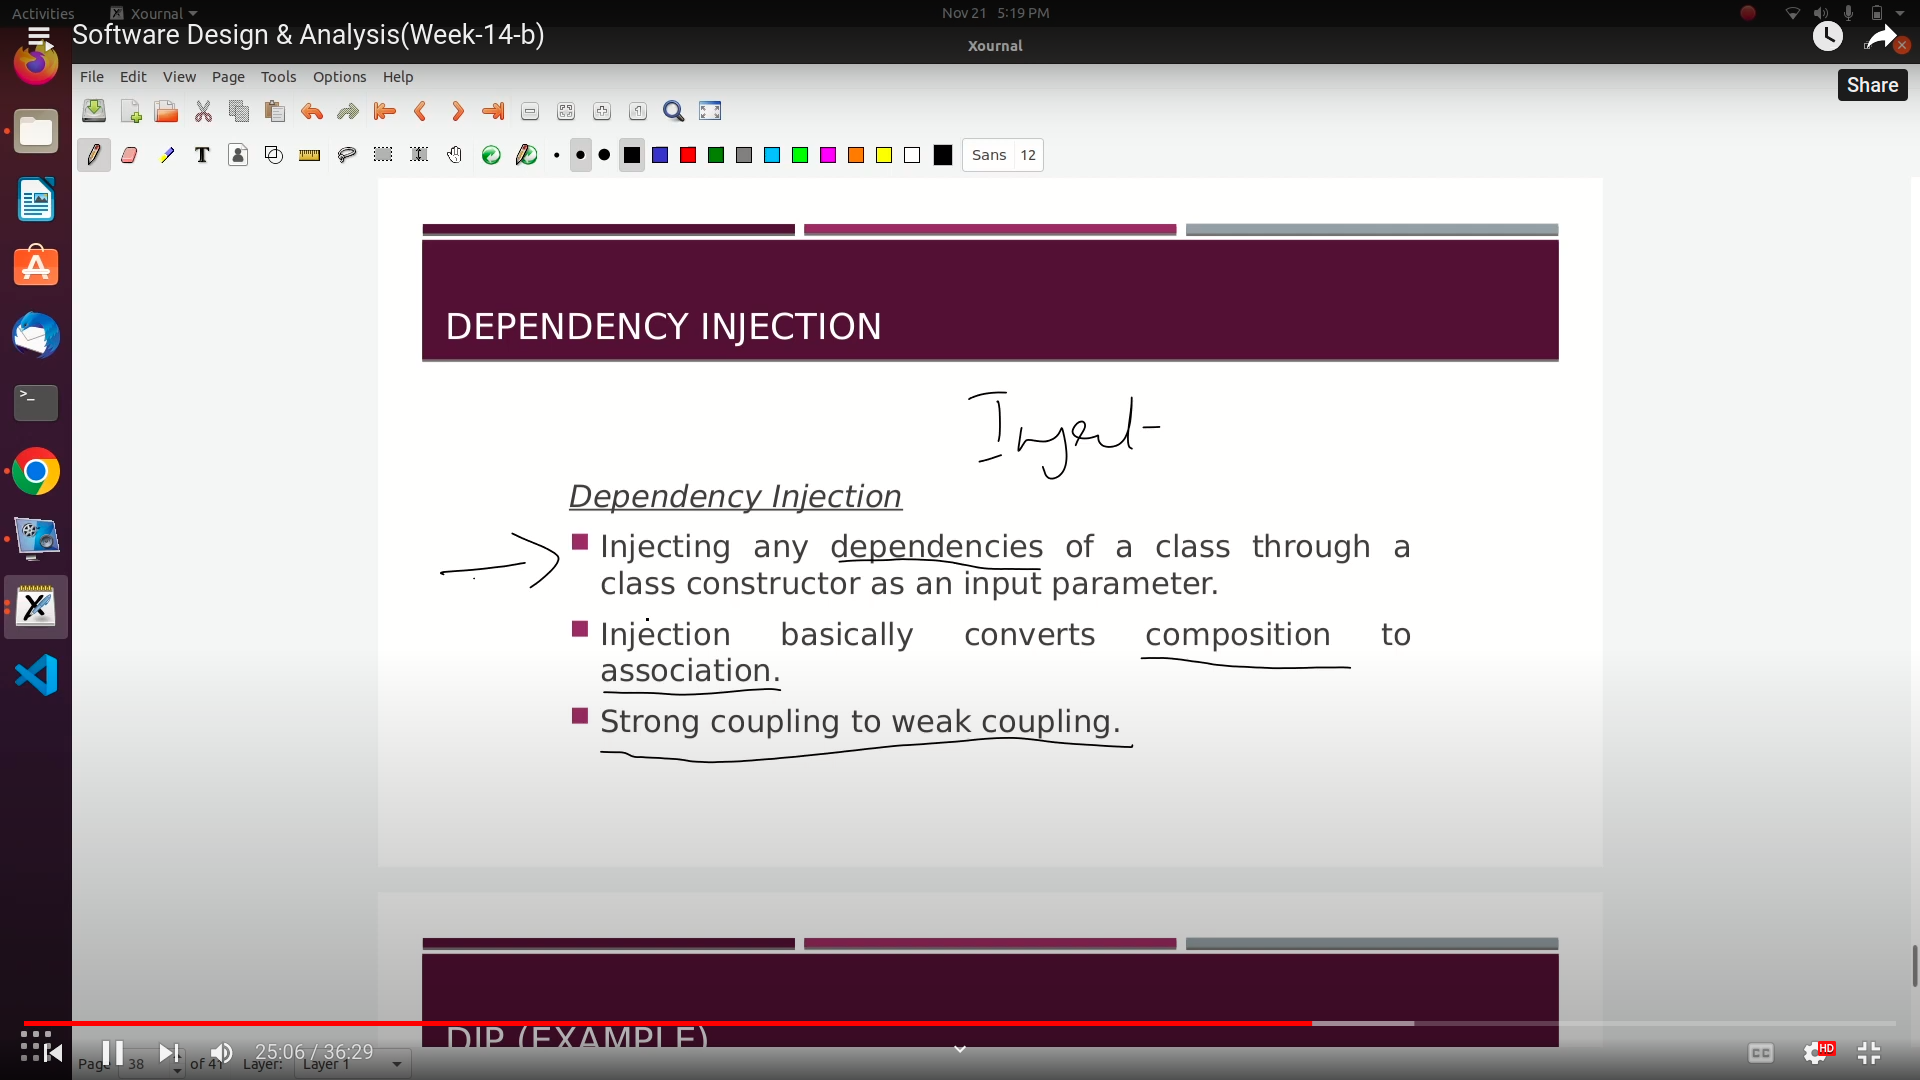 Activities
Xournal
Nov 21 5:19 PM
Software Design & Analysis(Week-14-b)
Xournal
File Edit View Page Tools Options Help
Share
Sans 12
DEPENDENCY INJECTION
Dependency Injection
Injecting any dependencies of a class through a
class constructor as an input parameter.
Injection basically converts composition to
association.
Strong coupling to weak coupling.
DIP (EXAMPLE)
25:06 / 36:29
CC
HD
Page 38 of 41 Layer: Layer 1